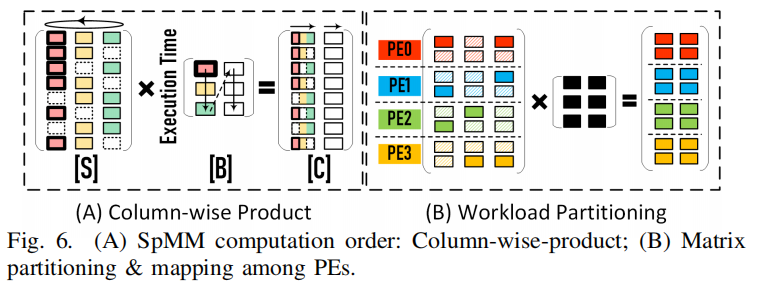 Execution Time
[S]
[B]
[C]
(A) Column-wise Product
PE0
PE1
PE2
PE3
(B) Workload Partitioning
Fig. 6. (A) SpMM computation order: Column-wise-product; (B) Matrix
partitioning & mapping among PEs.